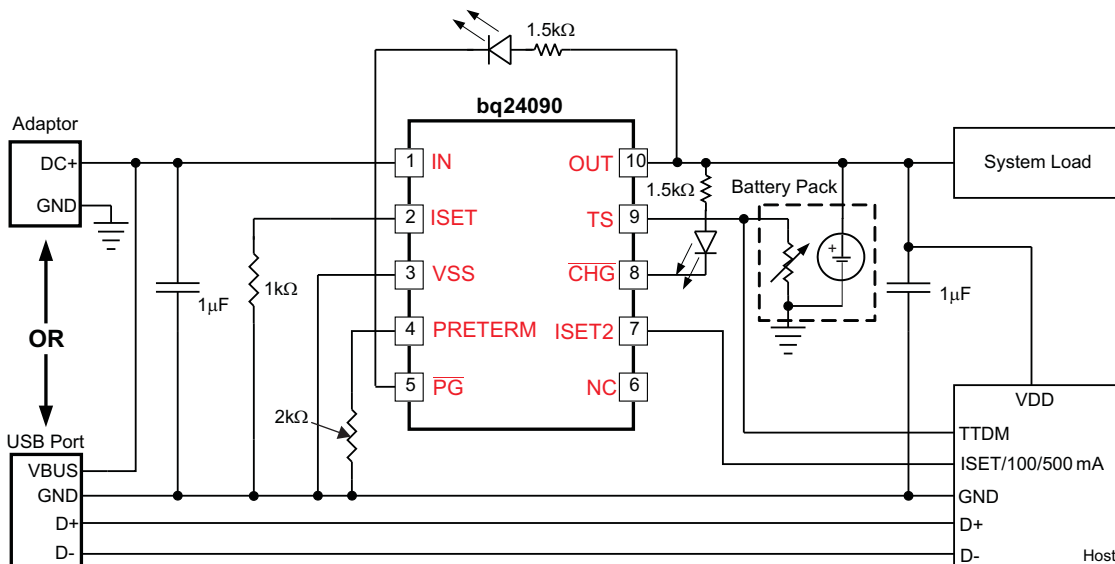 1.5kΩ
bq24090
Adaptor
DC+
GND
1 IN
OUT 10
System Load
1.5kΩ
Battery Pack
2 ISET
TS 9
3 VSS
CHG 8
+
1μF
1kΩ
1μF
OR
4 PRETERM
ISET2 7
5 PG
NC 6
2kΩ
VDD
USB Port
TTDM
VBUS
ISET/100/500 mA
GND
GND
D+
D+
D-
D-
Host